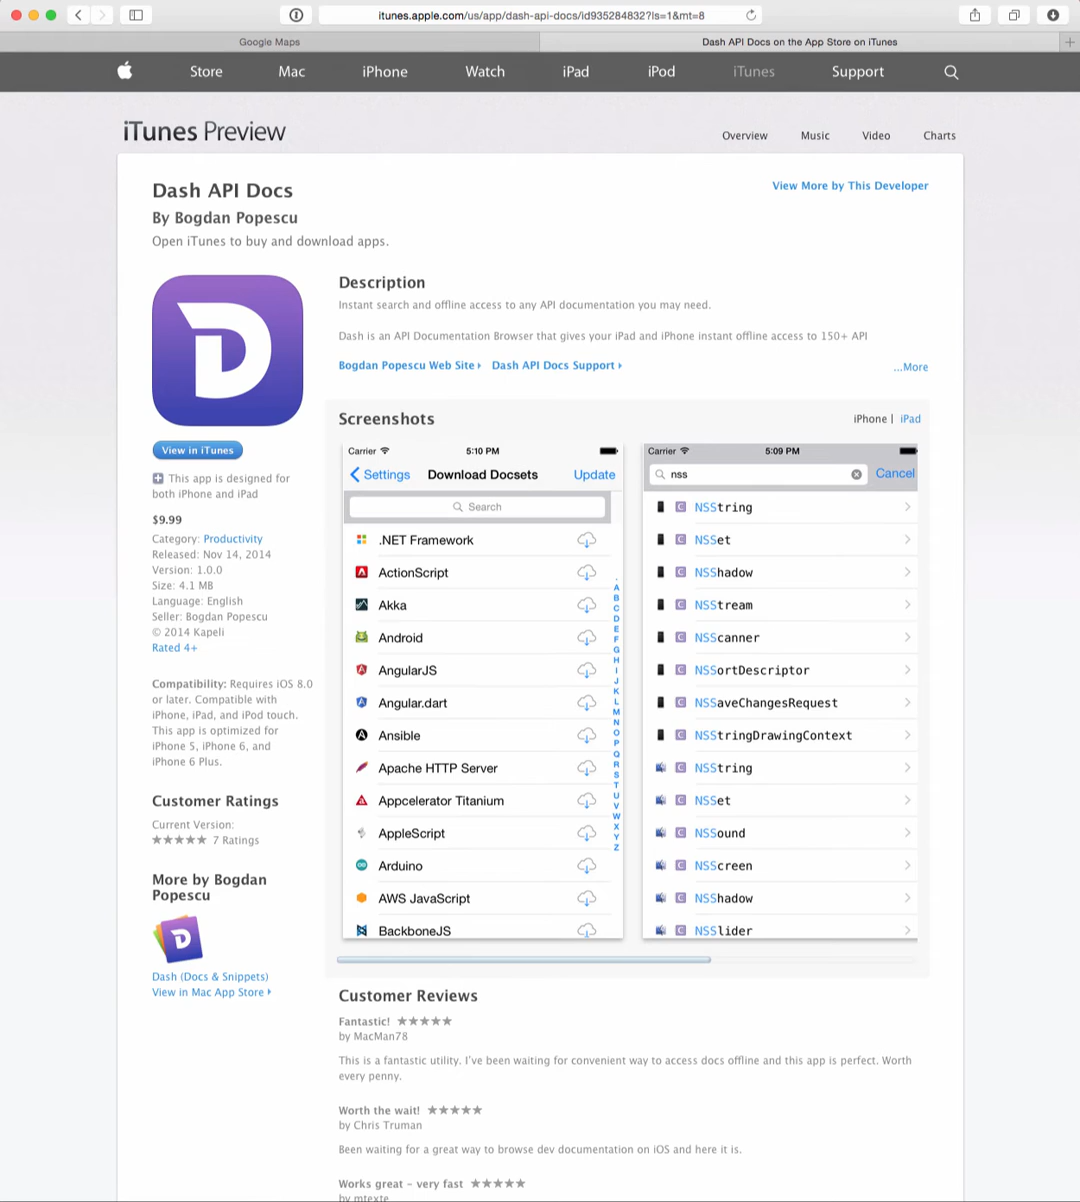 itunes.apple.com/us/app/dash-api-docs/id935284832?ls=1&mt=8
Google Maps
Dash API Docs on the App Store on iTunes
Store Mac iPhone Watch iPad iPod iTunes Support
iTunes Preview
Overview Music Video Charts
Dash API Docs
View More by This Developer
By Bogdan Popescu
Open iTunes to buy and download apps.
D
View in iTunes
This app is designed for
both iPhone and iPad
$9.99
Category: Productivity
Released: Nov 14, 2014
Version: 1.0.0
Size: 4.1 MB
Language: English
Seller: Bogdan Popescu
© 2014 Kapeli
Rated 4+
Compatibility: Requires iOS 8.0
or later. Compatible with
iPhone, iPad, and iPod touch.
This app is optimized for
iPhone 5, iPhone 6, and
iPhone 6 Plus.
Customer Ratings
Current Version:
★★★★★ 7 Ratings
More by Bogdan
Popescu
D
Dash (Docs & Snippets)
View in Mac App Store
Description
Instant search and offline access to any API documentation you may need.
Dash is an API Documentation Browser that gives your iPad and iPhone instant offline access to 150+ API
Bogdan Popescu Web Site Dash API Docs Support
...More
Screenshots
iPhone | iPad
Carrier 5:10 PM
Settings Download Docsets Update
Search
.NET Framework
ActionScript
Akka
Android
AngularJS
Angular.dart
Ansible
Apache HTTP Server
Appcelerator Titanium
AppleScript
Arduino
AWS JavaScript
BackboneJS
A
B
C
D
E
F
G
H
I
J
K
L
M
N
O
P
Q
R
S
T
U
V
W
X
Y
Z
Carrier 5:09 PM
nss Cancel
C NSString
C NSSet
C NSShadow
C NSStream
C NSScanner
C NSSortDescriptor
C NSSaveChangesRequest
C NSStringDrawingContext
C NSString
C NSSet
C NSSound
C NSScreen
C NSShadow
C NSSlider
Customer Reviews
Fantastic! ★★★★★
by MacMan78
This is a fantastic utility. I've been waiting for convenient way to access docs offline and this app is perfect. Worth
every penny.
Worth the wait! ★★★★★
by Chris Truman
Been waiting for a great way to browse dev documentation on iOS and here it is.
Works great – very fast ★★★★★
by mtexte